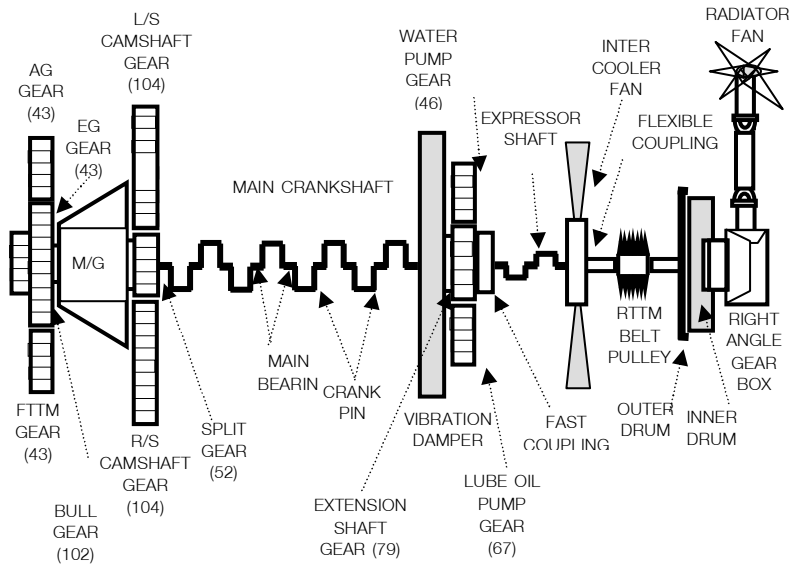 L/S
CAMSHAFT
GEAR
(104)
RADIATOR
FAN
WATER
PUMP
GEAR
(46)
INTER
COOLER
FAN
AG
GEAR
(43)
EG
GEAR
(43)
EXPRESSOR
SHAFT
FLEXIBLE
COUPLING
MAIN CRANKSHAFT
M/G
MAIN
BEARIN
CRANK
PIN
RTTM
BELT
PULLEY
RIGHT
ANGLE
GEAR
BOX
FTTM
GEAR
(43)
R/S
CAMSHAFT
GEAR
(104)
SPLIT
GEAR
(52)
VIBRATION
DAMPER
FAST
COUPLING
OUTER
DRUM
INNER
DRUM
BULL
GEAR
(102)
EXTENSION
SHAFT
GEAR (79)
LUBE OIL
PUMP
GEAR
(67)